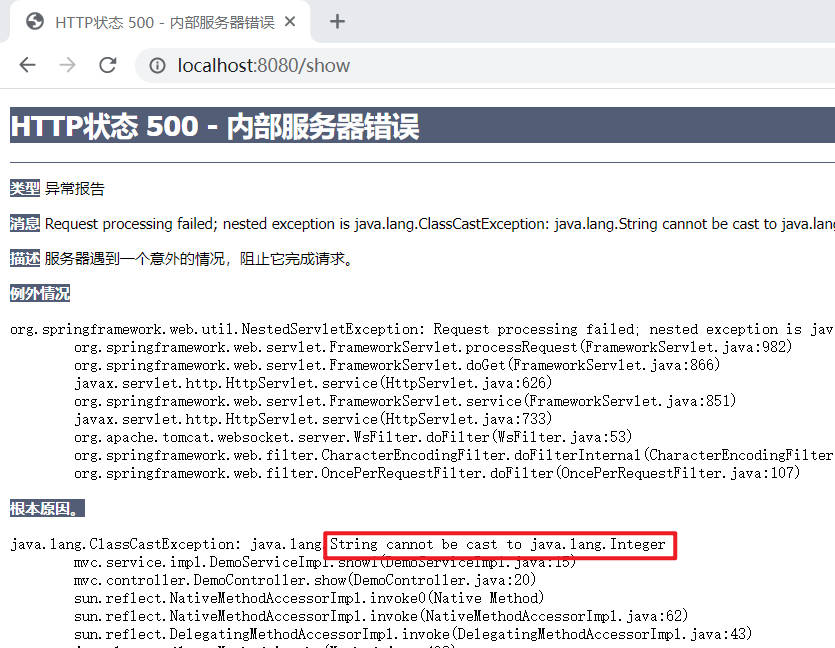 HTTP状态 500 - 内部服务器错误
localhost:8080/show
HTTP状态 500 - 内部服务器错误
类型 异常报告
消息 Request processing failed; nested exception is java.lang.ClassCastException: java.lang.String cannot be cast to java.lang
描述 服务器遇到一个意外的情况，阻止它完成请求。
例外情况
org.springframework.web.util.NestedServletException: Request processing failed; nested exception is jav
org.springframework.web.servlet.FrameworkServlet.processRequest(FrameworkServlet.java:982)
org.springframework.web.servlet.FrameworkServlet.doGet(FrameworkServlet.java:866)
javax.servlet.http.HttpServlet.service(HttpServlet.java:626)
org.springframework.web.servlet.FrameworkServlet.service(FrameworkServlet.java:851)
javax.servlet.http.HttpServlet.service(HttpServlet.java:733)
org.apache.tomcat.websocket.server.WsFilter.doFilter(WsFilter.java:53)
org.springframework.web.filter.CharacterEncodingFilter.doFilterInternal(CharacterEncodingFilter
org.springframework.web.filter.OncePerRequestFilter.doFilter(OncePerRequestFilter.java:107)
根本原因。
java.lang.ClassCastException: java.lang.String cannot be cast to java.lang.Integer
mvc.service.impl.DemoServiceImpl.show1(DemoServiceImpl.java:15)
mvc.controller.DemoController.show(DemoController.java:20)
sun.reflect.NativeMethodAccessorImpl.invoke0(Native Method)
sun.reflect.NativeMethodAccessorImpl.invoke(NativeMethodAccessorImpl.java:62)
sun.reflect.DelegatingMethodAccessorImpl.invoke(DelegatingMethodAccessorImpl.java:43)